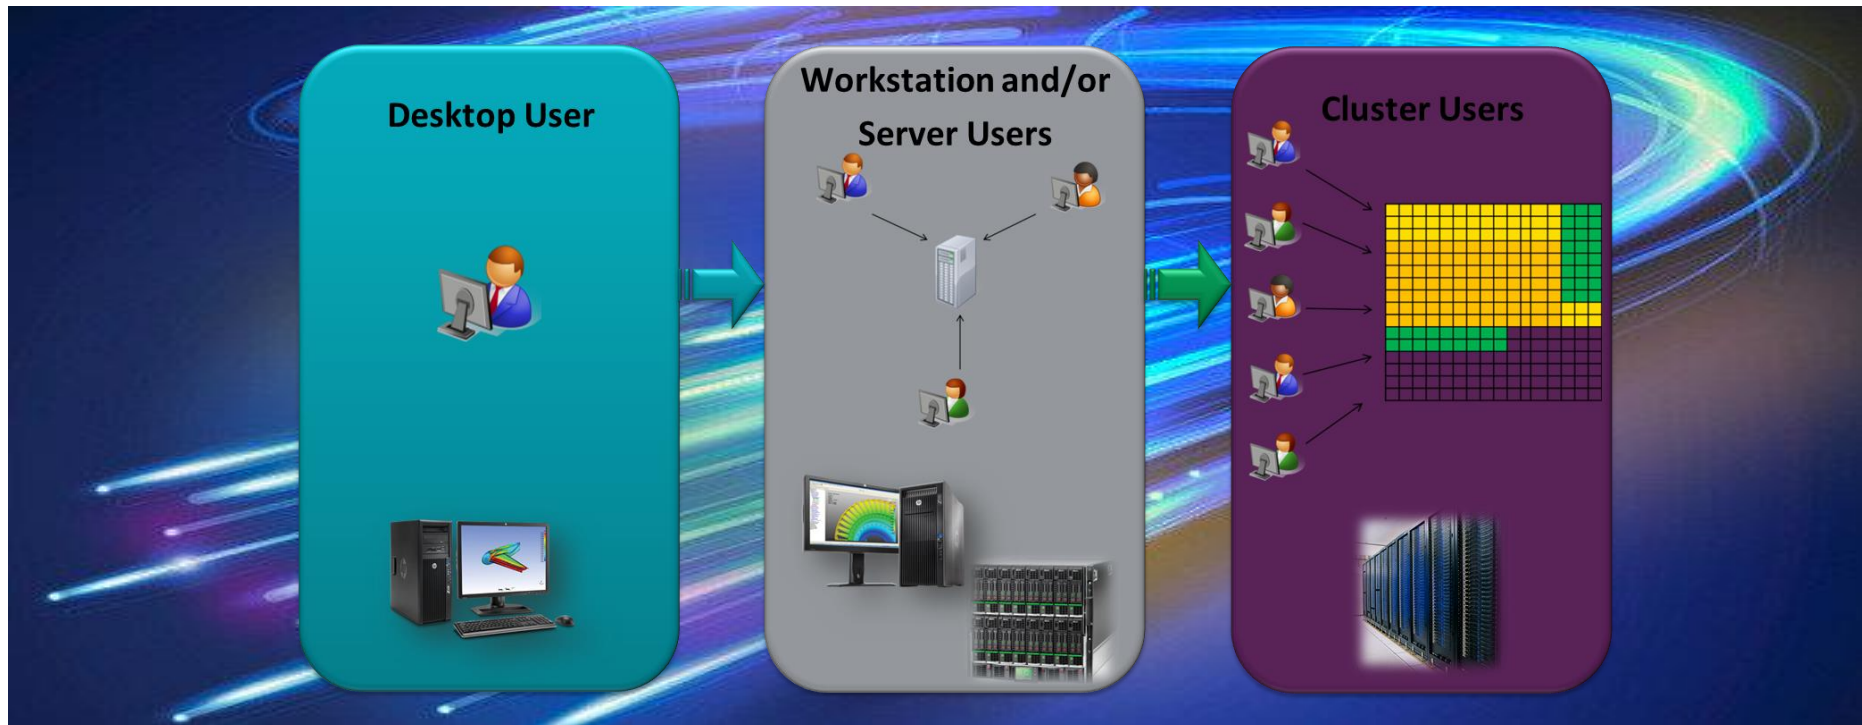 Desktop User
Workstation and/or
Server Users
Cluster Users